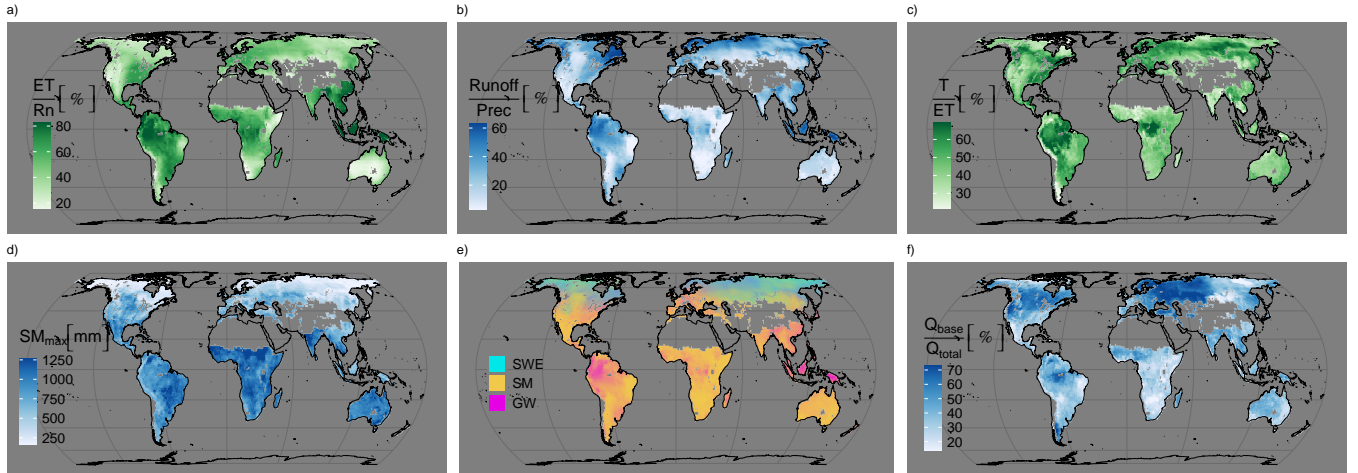 a)
ET
Rn
[ % ]
80
60
40
20
b)
Runoff
Prec
[ % ]
60
40
20
c)
T
ET
[ % ]
60
50
40
30
d)
SMmax [mm]
1250
1000
750
500
250
e)
SWE
SM
GW
f)
Qbase
Qtotal
[ % ]
70
60
50
40
30
20